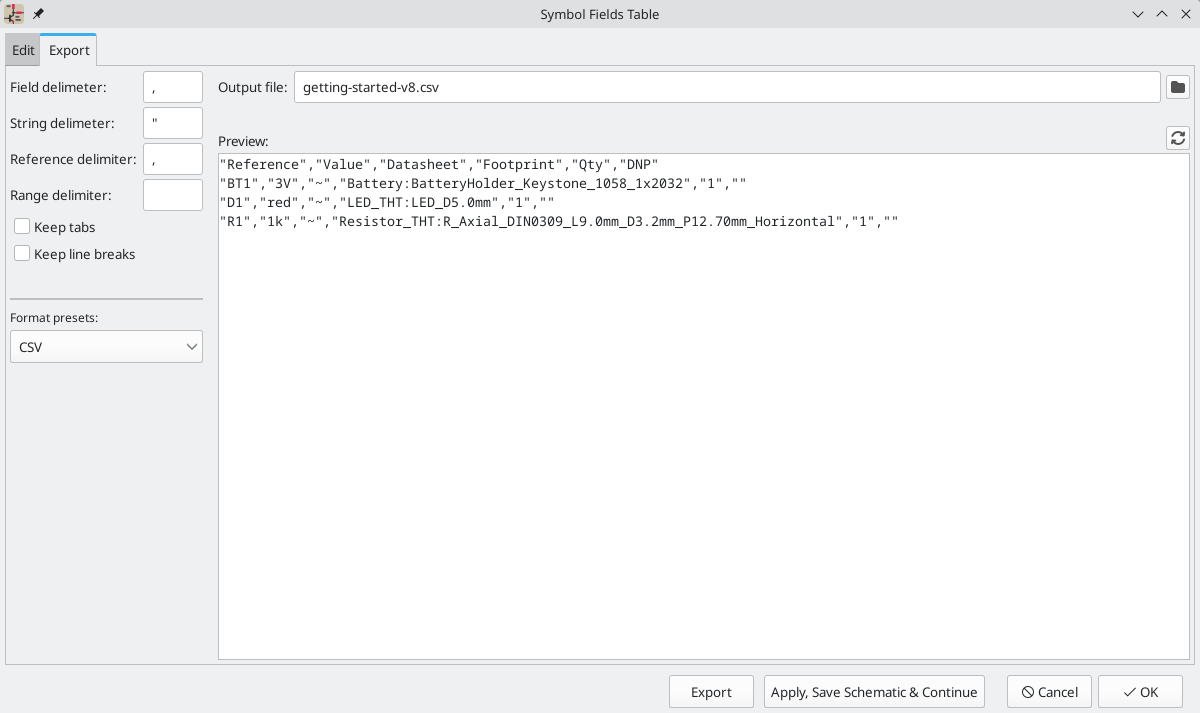 Symbol Fields Table
Edit
Export
Field delimeter:
,
String delimeter:
"
Reference delimiter:
,
Range delimiter:
Keep tabs
Keep line breaks
Format presets:
CSV
Output file:
getting-started-v8.csv
Preview:
"Reference","Value","Datasheet","Footprint","Qty","DNP"
"BT1","3V","~","Battery:BatteryHolder_Keystone_1058_1x2032","1",""
"D1","red","~","LED_THT:LED_D5.0mm","1",""
"R1","1k","~","Resistor_THT:R_Axial_DIN0309_L9.0mm_D3.2mm_P12.70mm_Horizontal","1",""
Export
Apply, Save Schematic & Continue
Cancel
OK